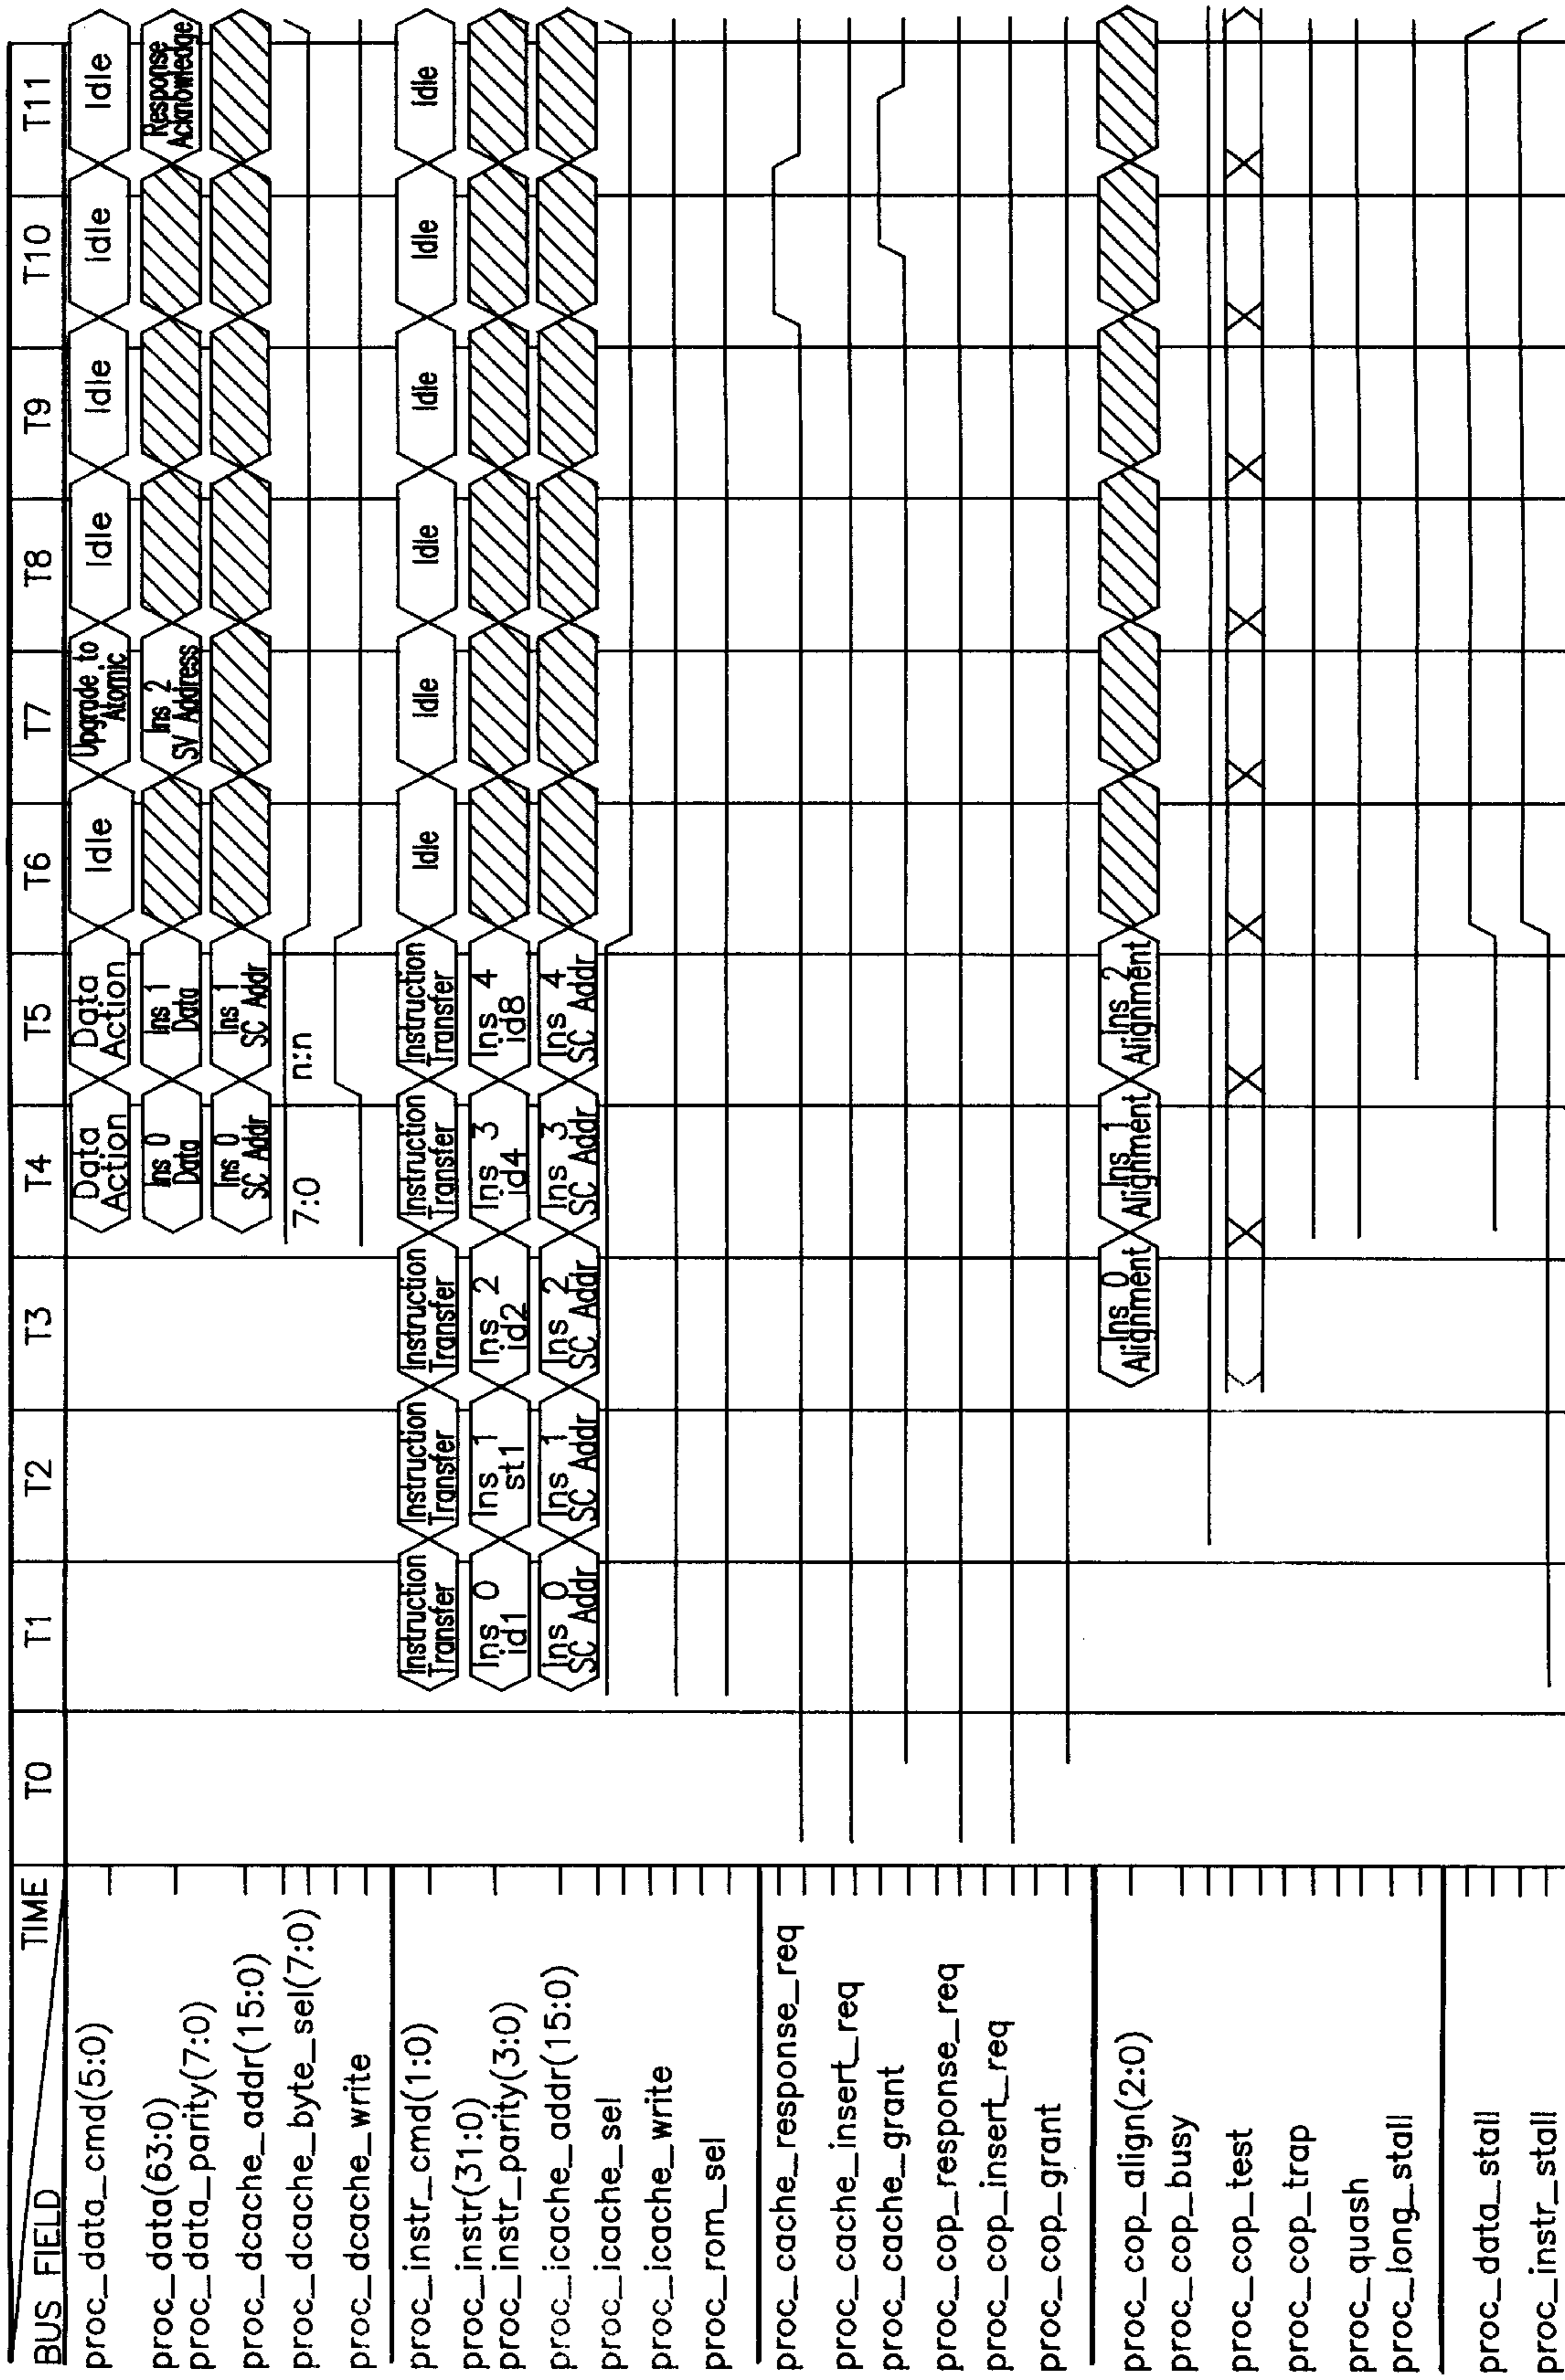 TIME
BUS FIELD
T0 T1 T2 T3 T4 T5 T6 T7 T8 T9 T10 T11
proc_data_cmd(5:0)
Data Action
Data Action
Idle
Upgrade to Atomic
Idle
Idle
Idle
Idle
proc_data(63:0)
proc_data_parity(7:0)
Ins 0 Data
Ins 1 Data
Ins 2 SV Address
Response Acknowledge
proc_dcache_addr(15:0)
Ins 0 SC Addr
Ins 1 SC Addr
proc_dcache_byte_sel(7:0)
7:0
n:n
proc_dcache_write
proc_instr_cmd(1:0)
Instruction Transfer
Instruction Transfer
Instruction Transfer
Instruction Transfer
Instruction Transfer
Idle
Idle
Idle
Idle
Idle
Idle
proc_instr(31:0)
proc_instr_parity(3:0)
Ins 0 id1
Ins 1 st1
Ins 2 id2
Ins 3 id4
Ins 4 id8
proc_icache_addr(15:0)
Ins 0 SC Addr
Ins 1 SC Addr
Ins 2 SC Addr
Ins 3 SC Addr
Ins 4 SC Addr
proc_icache_sel
proc_icache_write
proc_rom_sel
proc_cache_response_req
proc_cache_insert_req
proc_cache_grant
proc_cop_response_req
proc_cop_insert_req
proc_cop_grant
proc_cop_align(2:0)
Ins 0 Alignment
Ins 1 Alignment
Ins 2 Alignment
proc_cop_busy
proc_cop_test
proc_cop_trap
proc_quash
proc_long_stall
proc_data_stall
proc_instr_stall